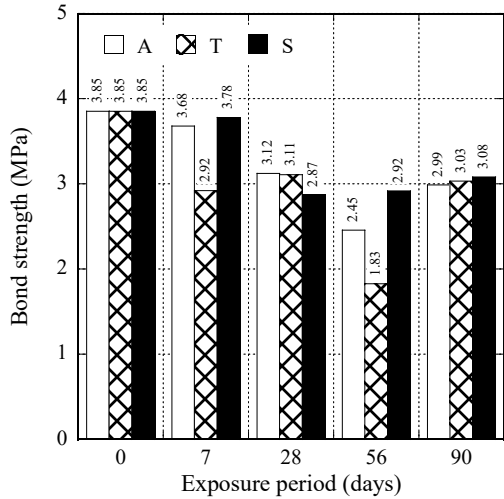 5
4
3
2
1
0
Bond strength (MPa)
A T S
3.85 3.85 3.85
3.68 2.92 3.78
3.12 3.11 2.87
2.45 1.83 2.92
2.99 3.03 3.08
0 7 28 56 90
Exposure period (days)